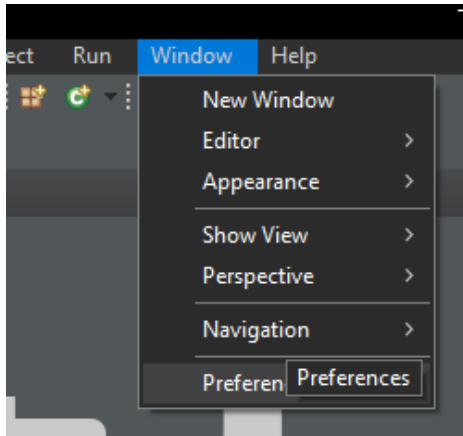 ect Run Window Help
New Window
Editor
Appearance
Show View
Perspective
Navigation
Preferen Preferences